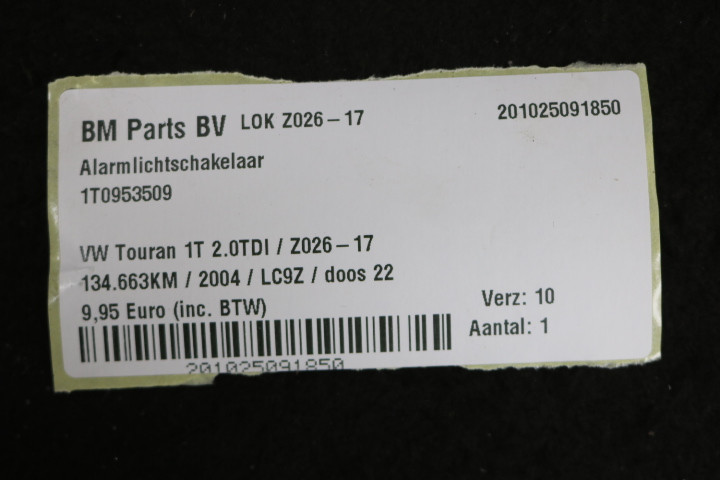 BM Parts BV LOK Z026-17 201025091850
Alarmlichtschakelaar
1T0953509
VW Touran 1T 2.0TDI / Z026-17
134.663KM / 2004 / LC9Z / doos 22
9,95 Euro (inc. BTW) Verz: 10
Aantal: 1
201025091850